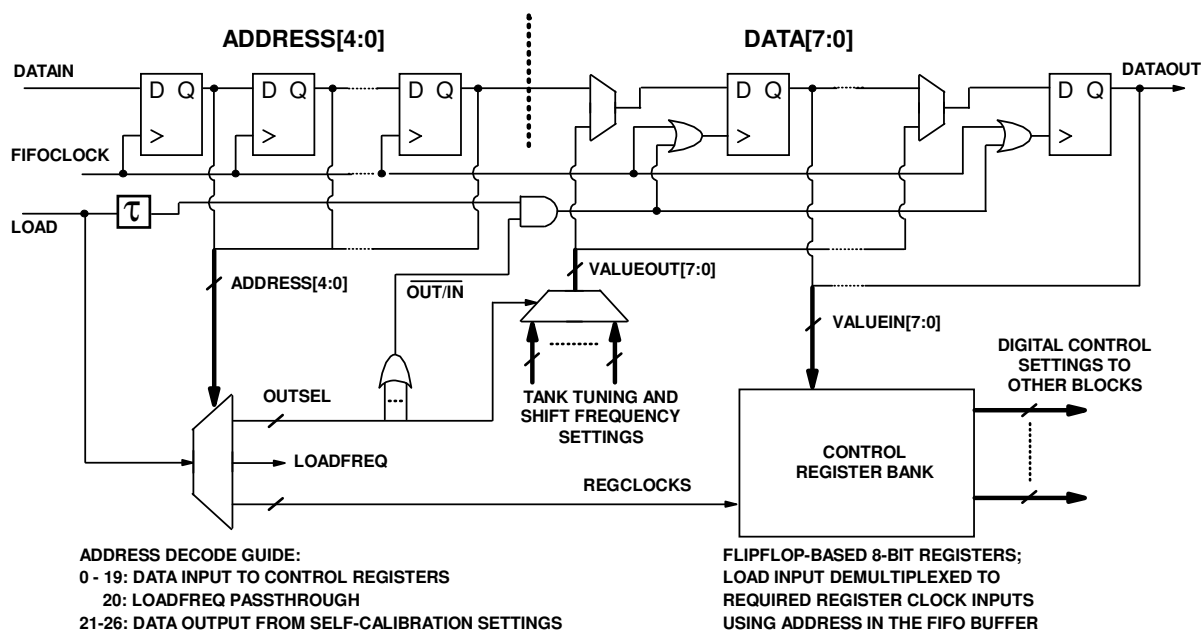 ADDRESS[4:0]
DATA[7:0]
DATAIN
DATAOUT
D Q
D Q
D Q
D Q
D Q
FIFOCLOCK
τ
LOAD
ADDRESS[4:0]
OUT/IN
VALUEOUT[7:0]
VALUEIN[7:0]
DIGITAL CONTROL
SETTINGS TO
OTHER BLOCKS
OUTSEL
TANK TUNING AND
SHIFT FREQUENCY
SETTINGS
LOADFREQ
CONTROL
REGISTER BANK
REGCLOCKS
ADDRESS DECODE GUIDE:
0 - 19: DATA INPUT TO CONTROL REGISTERS
20: LOADFREQ PASSTHROUGH
21-26: DATA OUTPUT FROM SELF-CALIBRATION SETTINGS
FLIPFLOP-BASED 8-BIT REGISTERS;
LOAD INPUT DEMULTIPLEXED TO
REQUIRED REGISTER CLOCK INPUTS
USING ADDRESS IN THE FIFO BUFFER